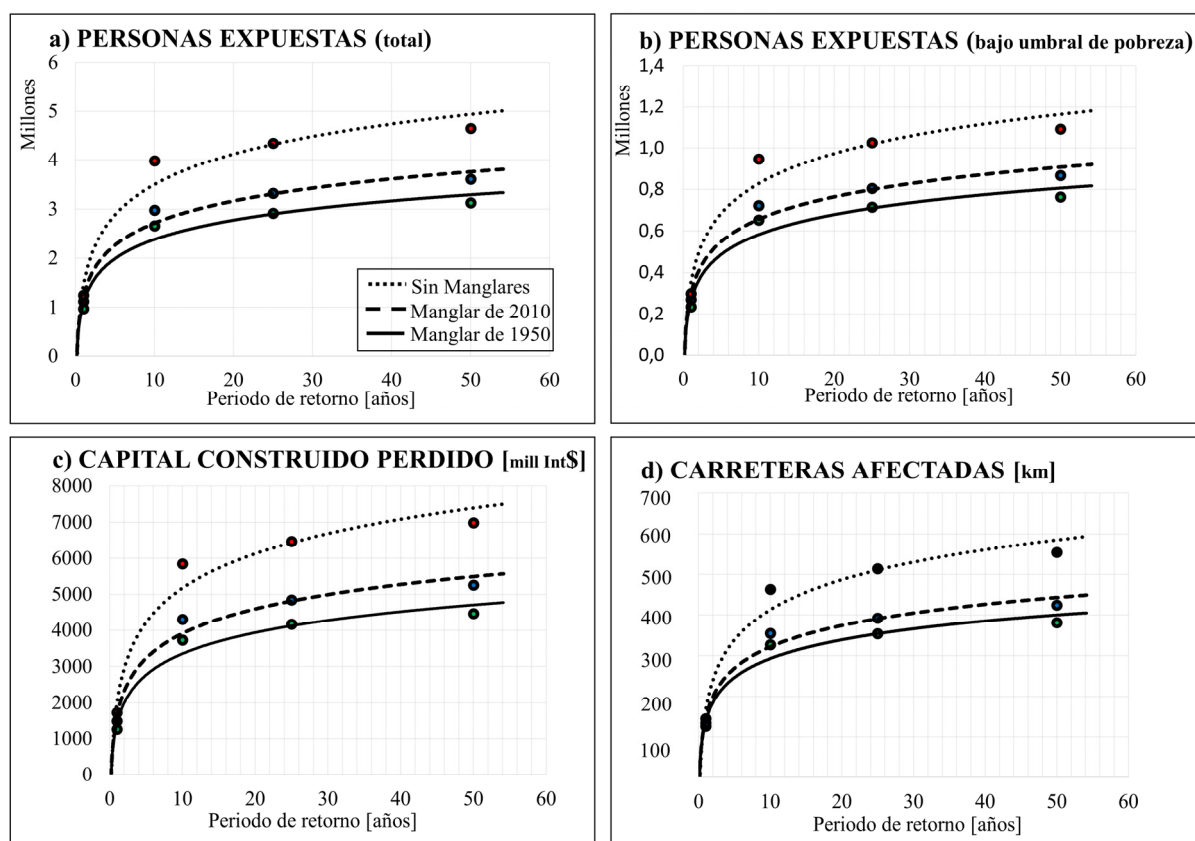 a) PERSONAS EXPUESTAS (total)
6
5
4
3
2
1
0
Millones
0 10 20 30 40 50 60
Periodo de retorno [años]
Sin Manglares
Manglar de 2010
Manglar de 1950
b) PERSONAS EXPUESTAS (bajo umbral de pobreza)
1,4
1,2
1,0
0,8
0,6
0,4
0,2
0,0
Millones
0 10 20 30 40 50 60
Periodo de retorno [años]
c) CAPITAL CONSTRUIDO PERDIDO [mill Int$]
8000
7000
6000
5000
4000
3000
2000
1000
0
0 10 20 30 40 50 60
Periodo de retorno [años]
d) CARRETERAS AFECTADAS [km]
700
600
500
400
300
200
100
0 10 20 30 40 50 60
Periodo de retorno [años]